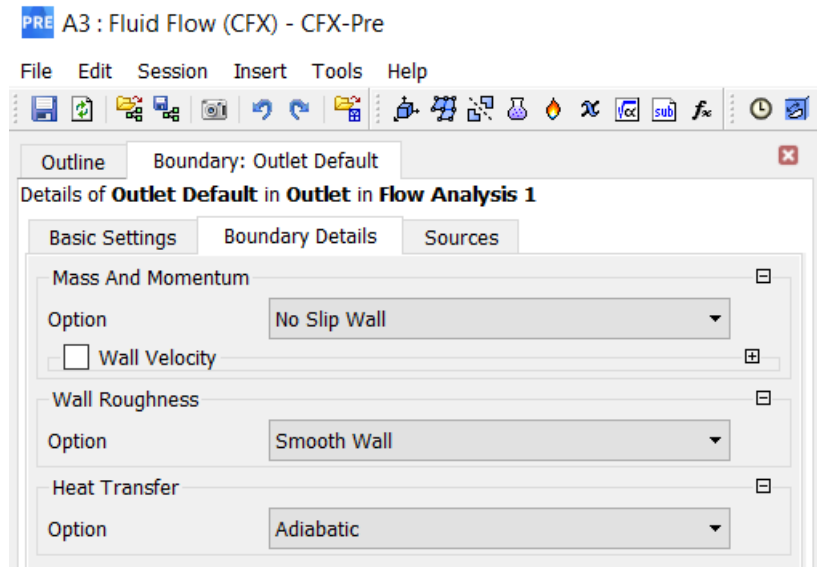 PRE A3 : Fluid Flow (CFX) - CFX-Pre
File Edit Session Insert Tools Help
√α sub f∞
Outline Boundary: Outlet Default
Details of Outlet Default in Outlet in Flow Analysis 1
Basic Settings Boundary Details Sources
Mass And Momentum
Option No Slip Wall
Wall Velocity
Wall Roughness
Option Smooth Wall
Heat Transfer
Option Adiabatic